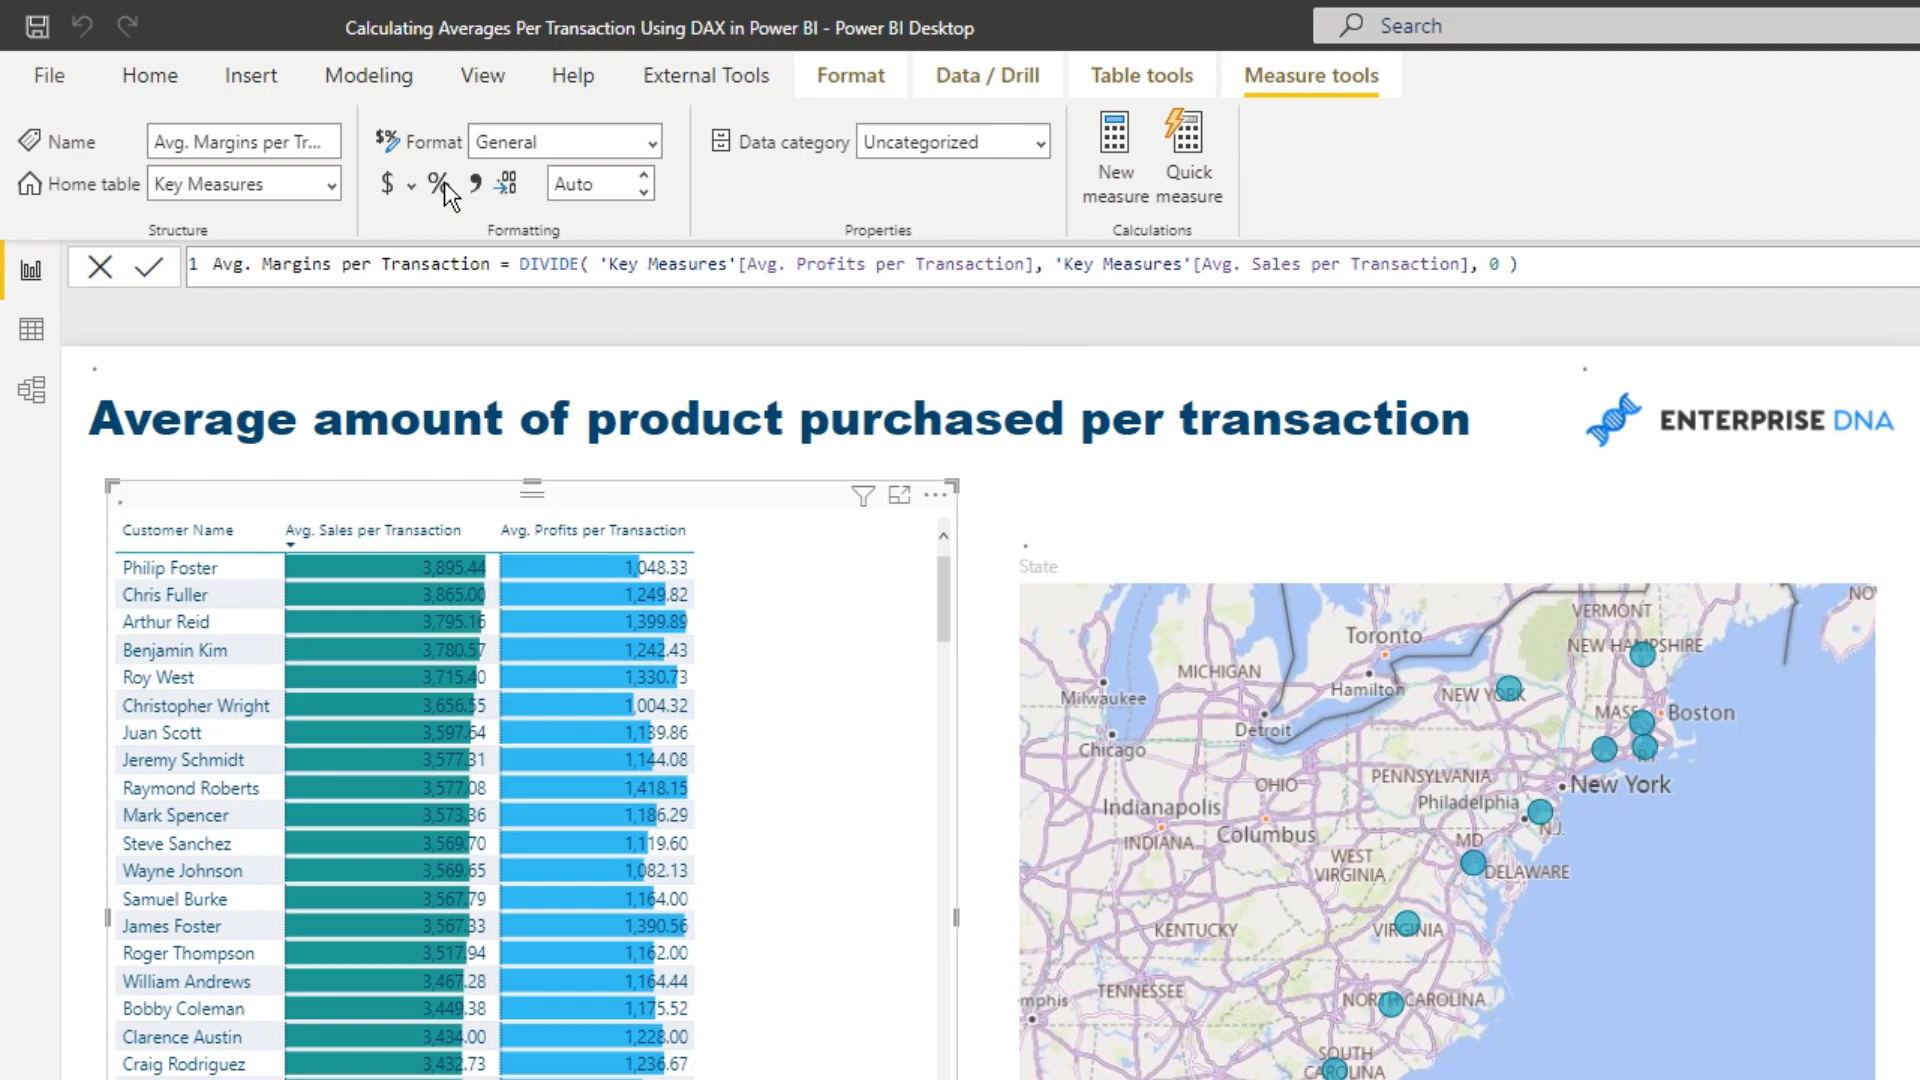 Calculating Averages Per Transaction Using DAX in Power BI - Power BI Desktop
Search
File Home Insert Modeling View Help External Tools Format Data / Drill Table tools Measure tools
Name Avg. Margins per Tr...
Home table Key Measures
Structure
$% Format General
$ % , .00 Auto
Formatting
Data category Uncategorized
Properties
New measure
Quick measure
Calculations
1 Avg. Margins per Transaction = DIVIDE( 'Key Measures'[Avg. Profits per Transaction], 'Key Measures'[Avg. Sales per Transaction], 0 )
Average amount of product purchased per transaction
ENTERPRISE DNA
Customer Name Avg. Sales per Transaction Avg. Profits per Transaction
Philip Foster 3,895.44 1,048.33
Chris Fuller 3,865.00 1,249.82
Arthur Reid 3,795.16 1,399.89
Benjamin Kim 3,780.57 1,242.43
Roy West 3,715.40 1,330.73
Christopher Wright 3,656.55 1,004.32
Juan Scott 3,597.64 1,139.86
Jeremy Schmidt 3,577.31 1,144.08
Raymond Roberts 3,577.08 1,418.15
Mark Spencer 3,573.36 1,186.29
Steve Sanchez 3,569.70 1,119.60
Wayne Johnson 3,569.65 1,082.13
Samuel Burke 3,567.79 1,164.00
James Foster 3,567.33 1,390.56
Roger Thompson 3,517.94 1,162.00
William Andrews 3,467.28 1,164.44
Bobby Coleman 3,449.38 1,175.52
Clarence Austin 3,434.00 1,228.00
Craig Rodriguez 3,432.73 1,236.67
State
NO
VERMONT
Toronto
NEW HAMPSHIRE
MICHIGAN
Milwaukee
Hamilton
NEW YORK
MASS
Boston
Detroit
Chicago
R.I.
PENNSYLVANIA
New York
OHIO
Philadelphia
Indianapolis
N.J.
Columbus
INDIANA
MD
WEST
VIRGINIA
DELAWARE
KENTUCKY
VIRGINIA
TENNESSEE
mphis
NORTH CAROLINA
SOUTH
CAROLINA